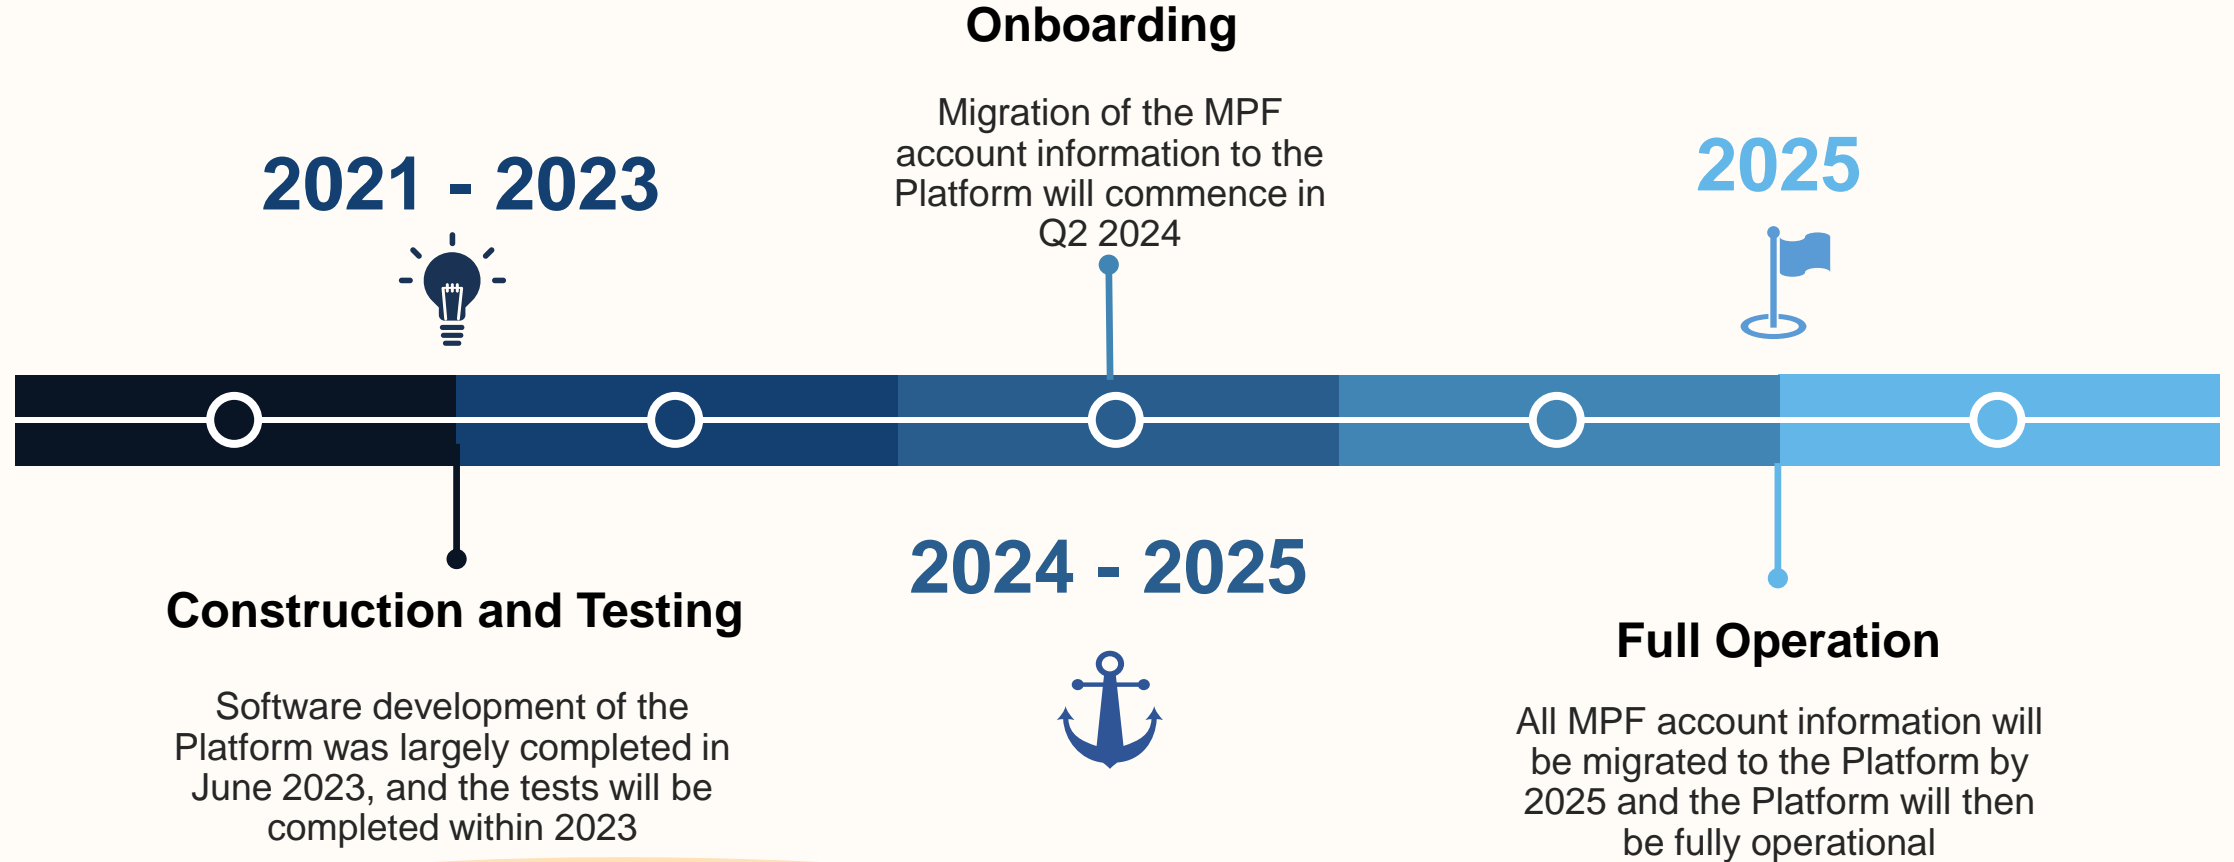 2021 - 2023
Construction and Testing
Software development of the
Platform was largely completed in
June 2023, and the tests will be
completed within 2023
Onboarding
Migration of the MPF
account information to the
Platform will commence in
Q2 2024
2024 - 2025
2025
Full Operation
All MPF account information will
be migrated to the Platform by
2025 and the Platform will then
be fully operational